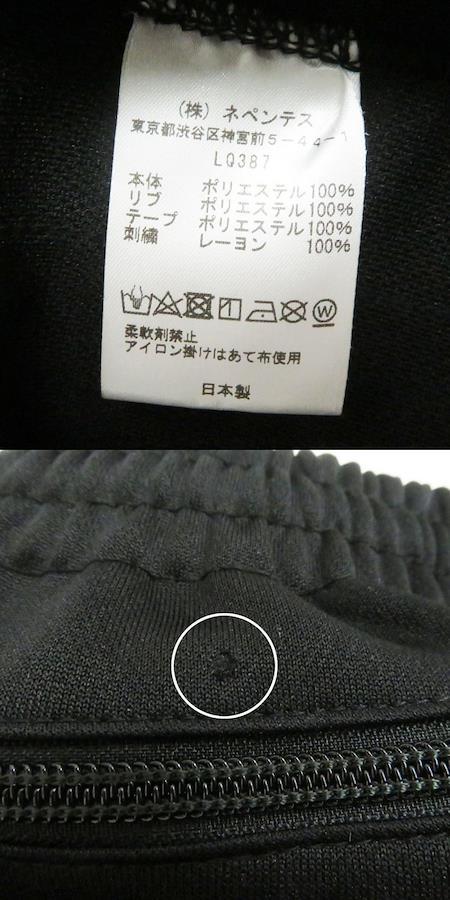 (株) ネペンテス
東京都渋谷区神宮前5-44-1
LQ387
本体 ポリエステル100%
リブ ポリエステル100%
テープ ポリエステル100%
刺繍 レーヨン 100%
W
柔軟剤禁止
アイロン掛けはあて布使用
日本製